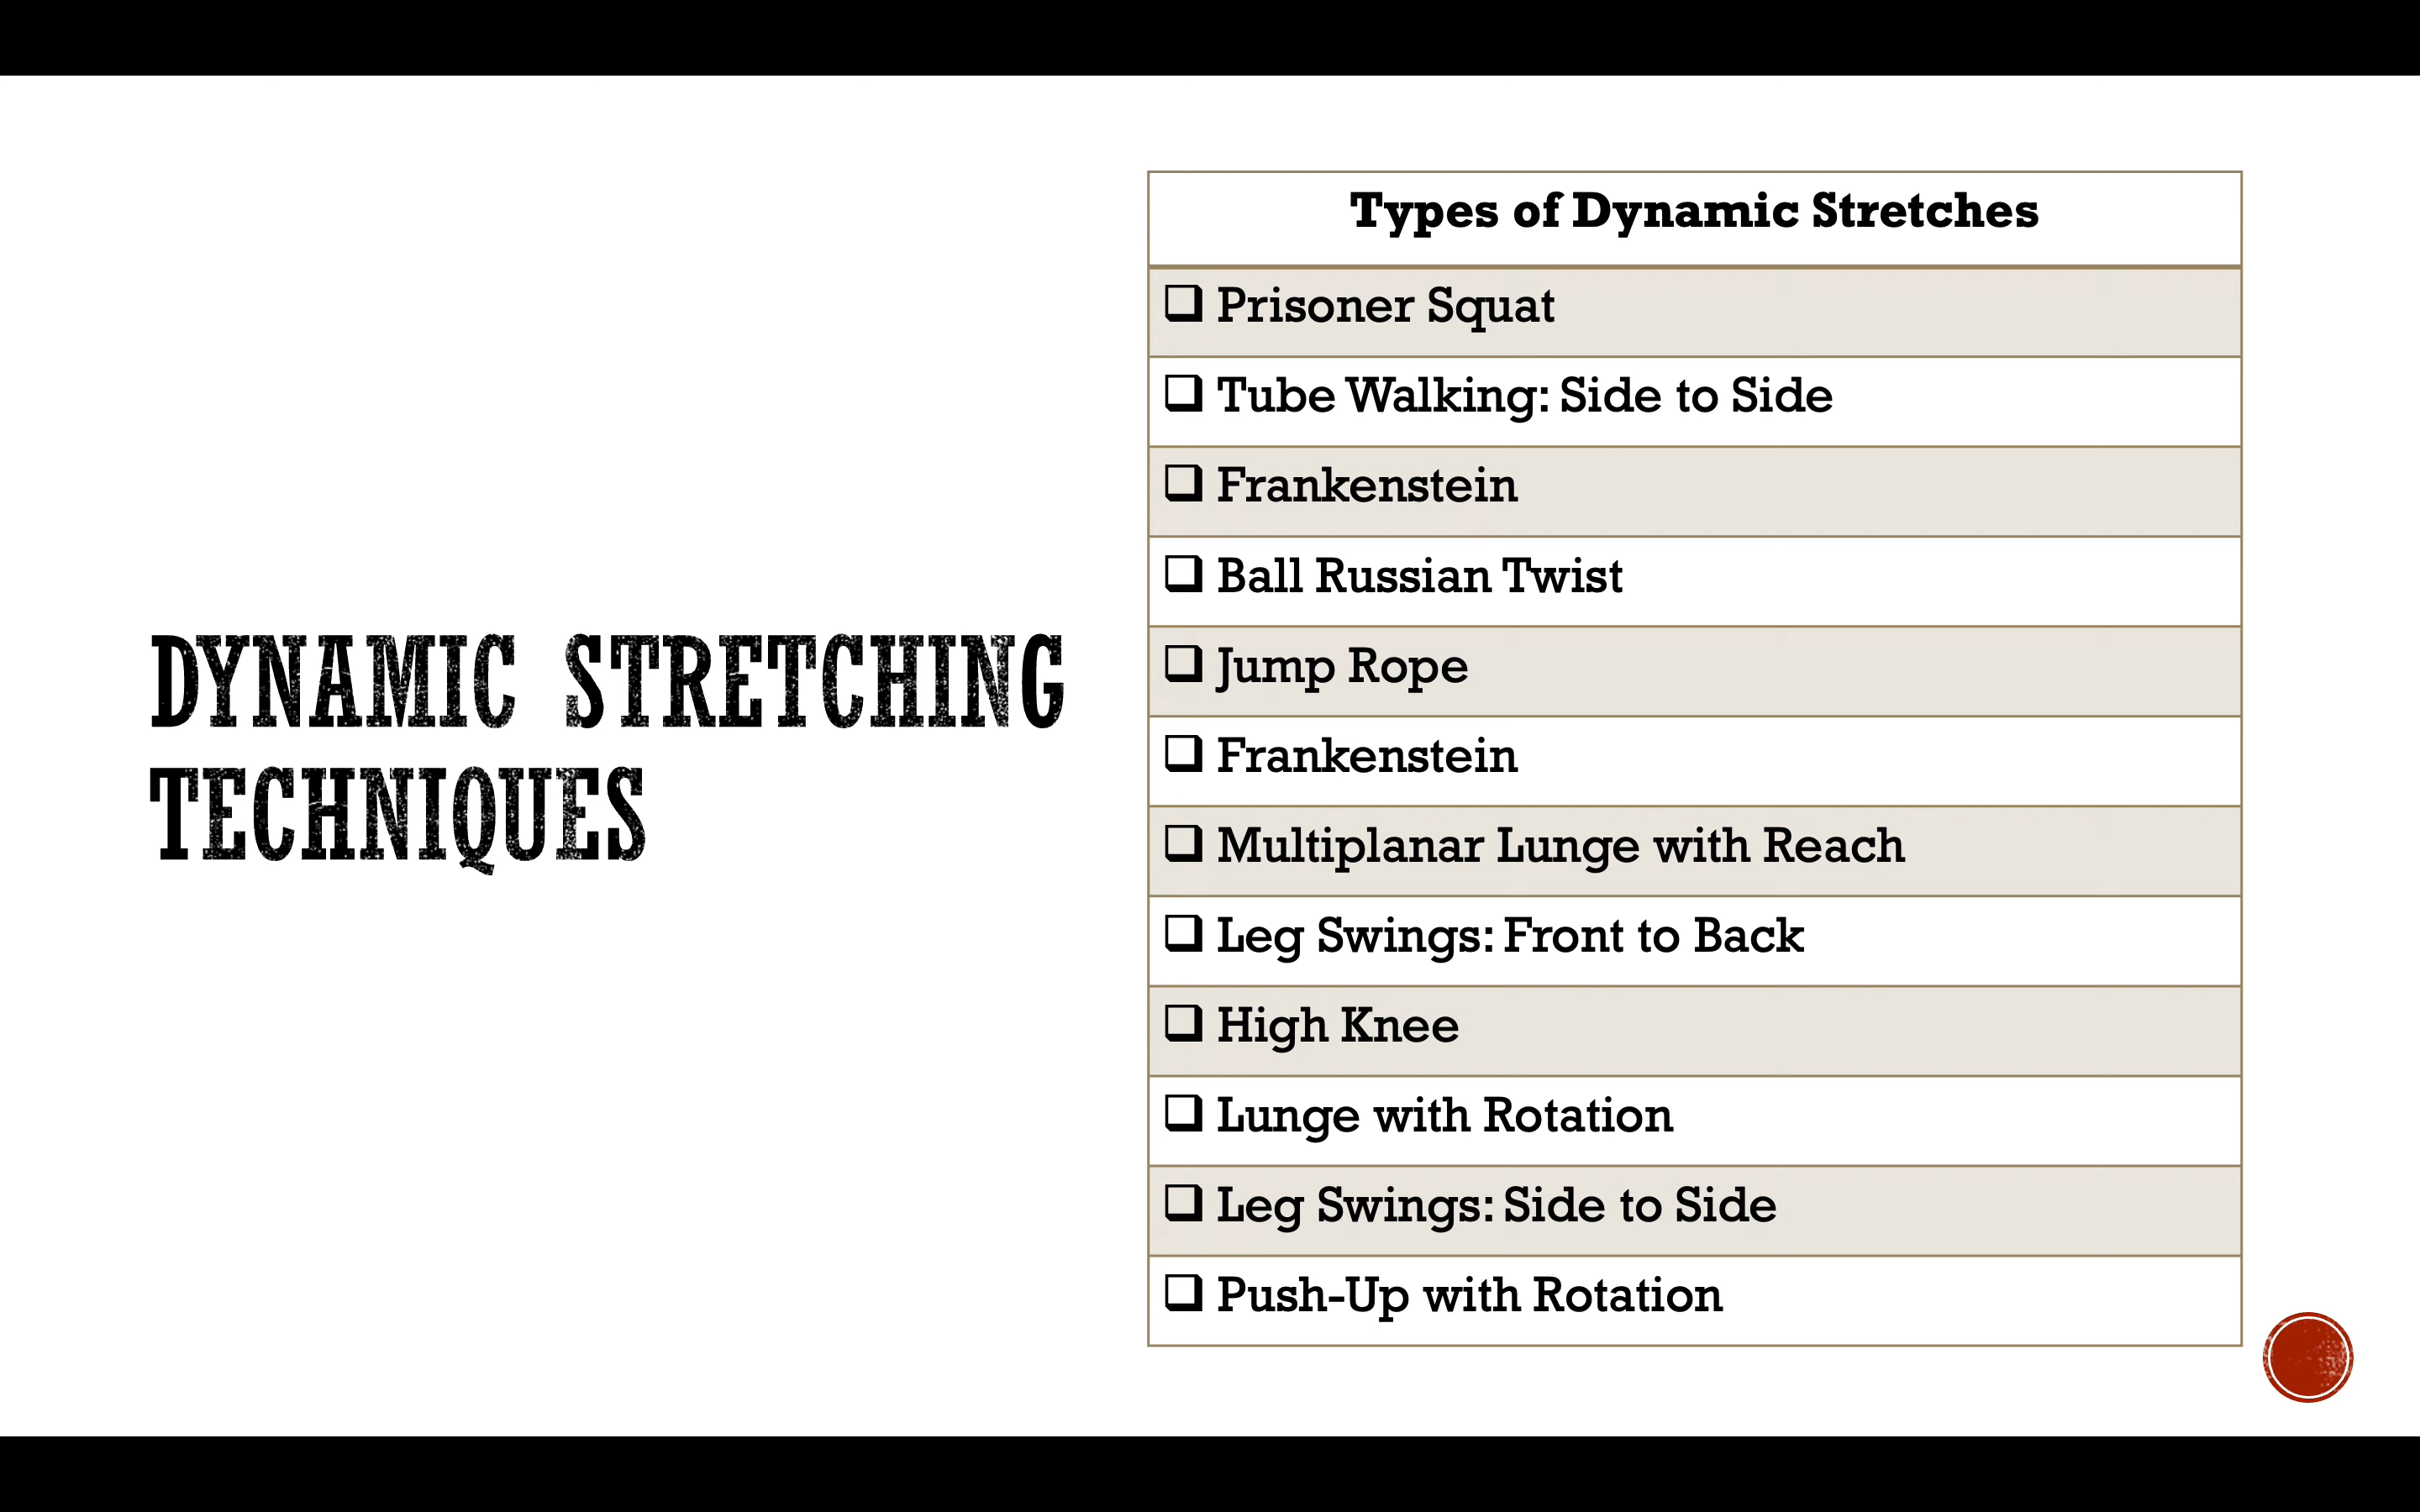 DYNAMIC STRETCHING
TECHNIQUES
Types of Dynamic Stretches
❑ Prisoner Squat
❑ Tube Walking: Side to Side
❑ Frankenstein
❑ Ball Russian Twist
❑ Jump Rope
❑ Frankenstein
❑ Multiplanar Lunge with Reach
❑ Leg Swings: Front to Back
❑ High Knee
❑ Lunge with Rotation
❑ Leg Swings: Side to Side
❑ Push-Up with Rotation